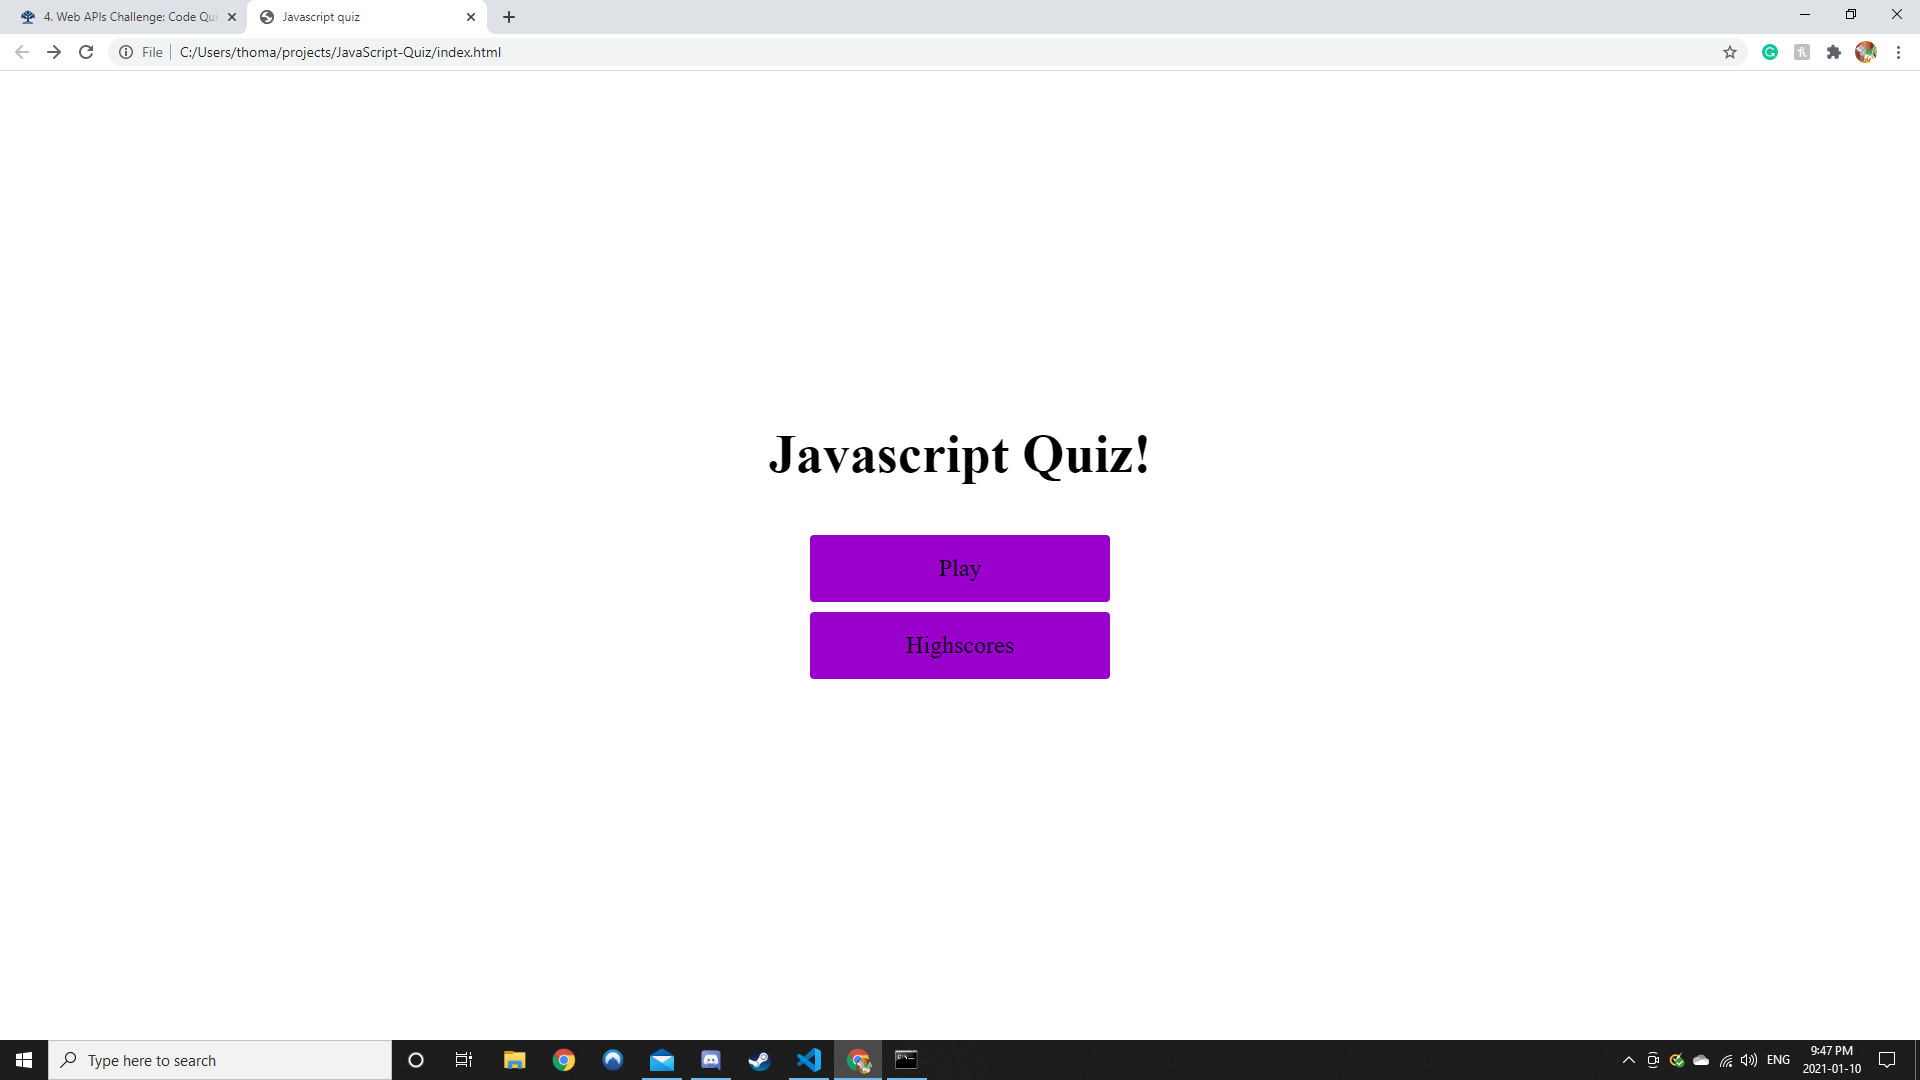 4. Web APIs Challenge: Code Qui
Javascript quiz
File C:/Users/thoma/projects/JavaScript-Quiz/index.html
Javascript Quiz!
Play
Highscores
Type here to search
ENG
9:47 PM
2021-01-10